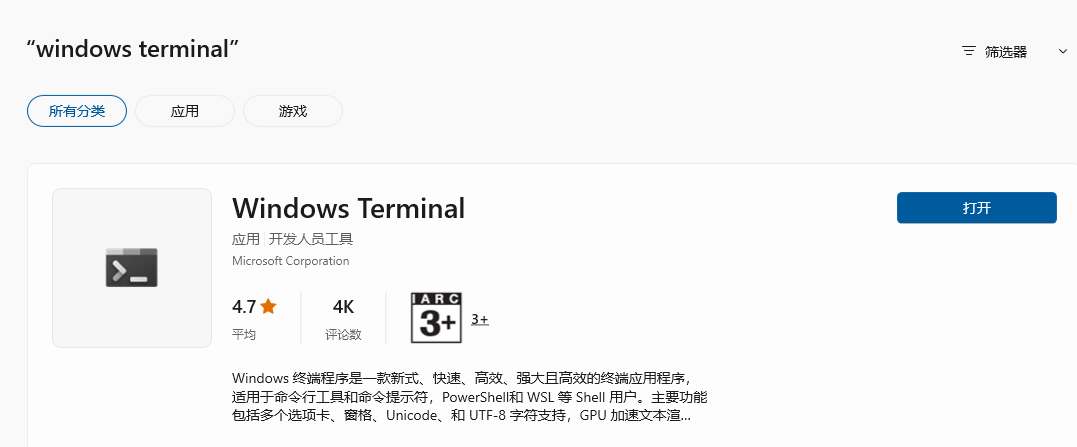 “windows terminal”
筛选器
所有分类
应用
游戏
Windows Terminal
打开
应用 开发人员工具
Microsoft Corporation
4.7
4K
IARC
3+
3+
平均
评论数
Windows 终端程序是一款新式、快速、高效、强大且高效的终端应用程序，
适用于命令行工具和命令提示符，PowerShell和 WSL 等 Shell 用户。主要功能
包括多个选项卡、窗格、Unicode、和 UTF-8 字符支持，GPU 加速文本渲...